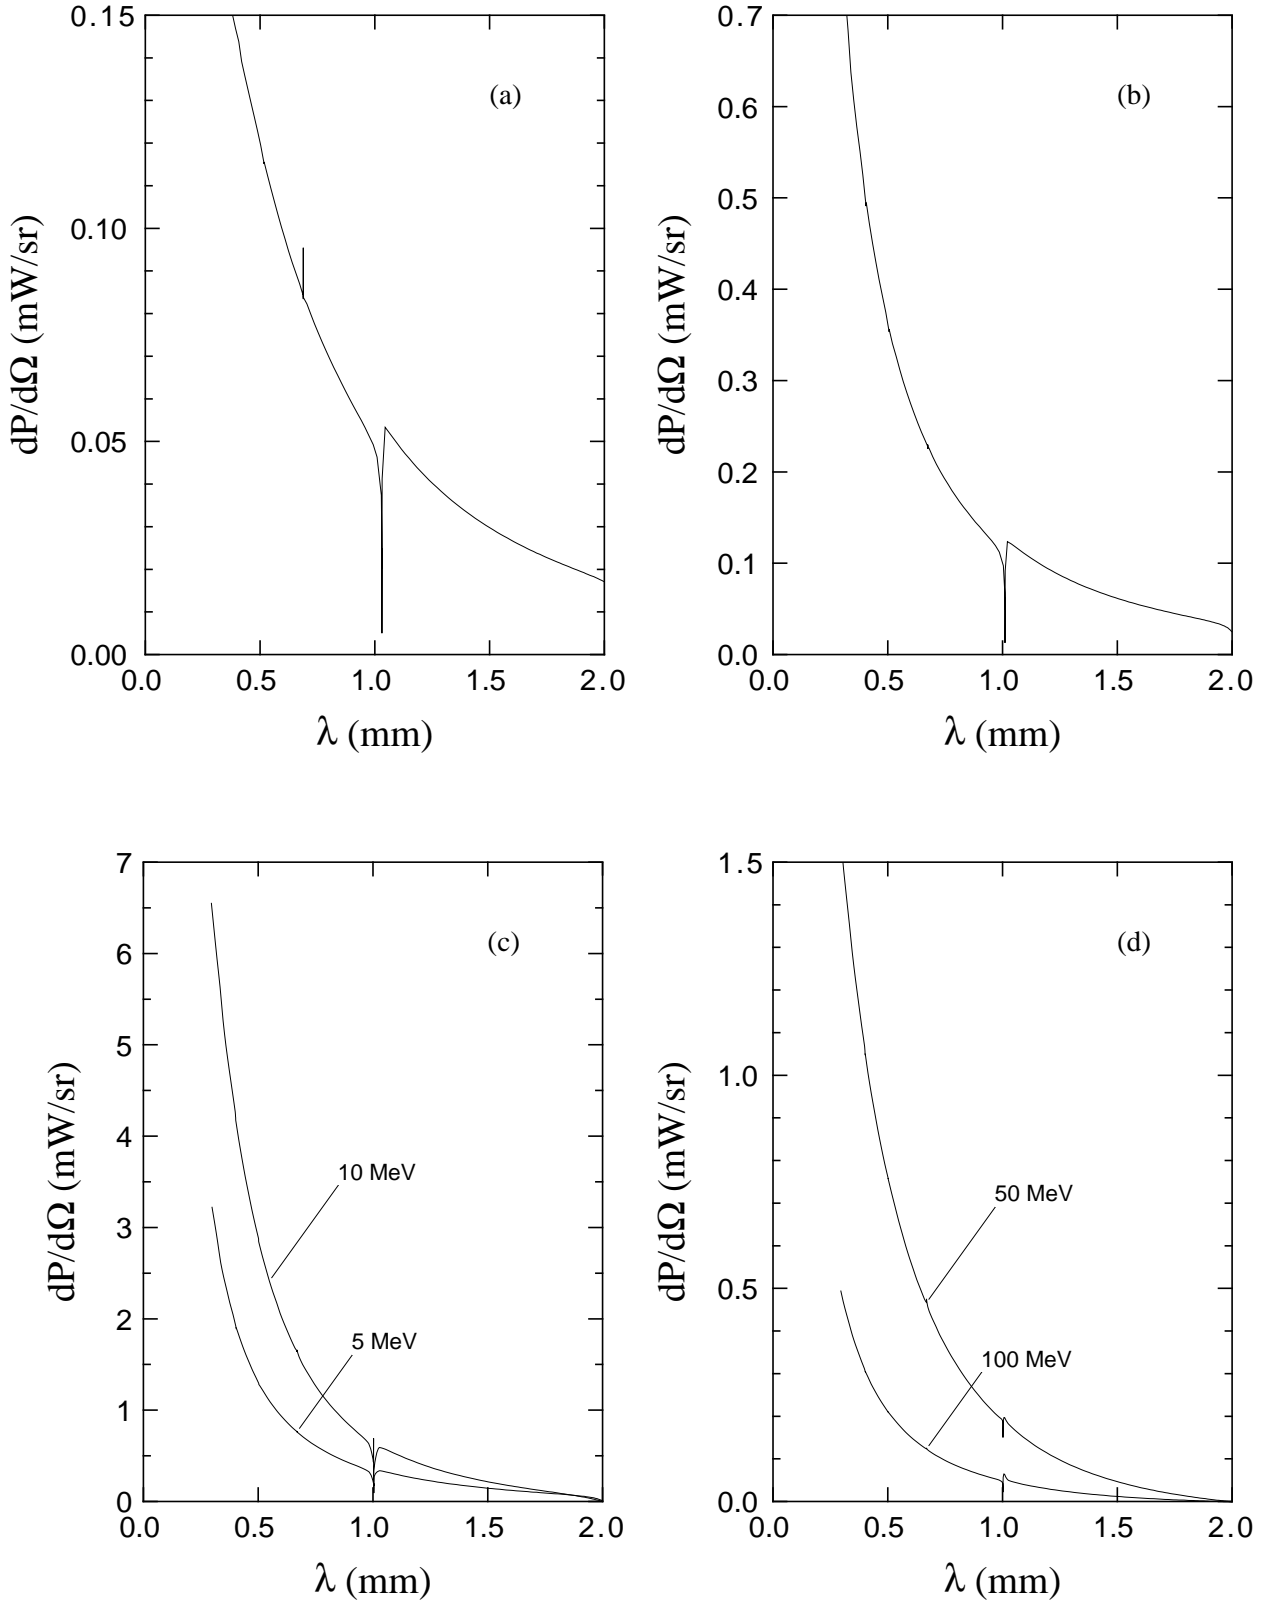 0.15
(a)
0.10
0.05
0.00
0.0 0.5 1.0 1.5 2.0
dP/dΩ (mW/sr)
λ (mm)
0.7
(b)
0.6
0.5
0.4
0.3
0.2
0.1
0.0
0.0 0.5 1.0 1.5 2.0
dP/dΩ (mW/sr)
λ (mm)
7
(c)
6
5
4
10 MeV
3
2
5 MeV
1
0
0.0 0.5 1.0 1.5 2.0
dP/dΩ (mW/sr)
λ (mm)
1.5
(d)
1.0
50 MeV
0.5
100 MeV
0.0
0.0 0.5 1.0 1.5 2.0
dP/dΩ (mW/sr)
λ (mm)